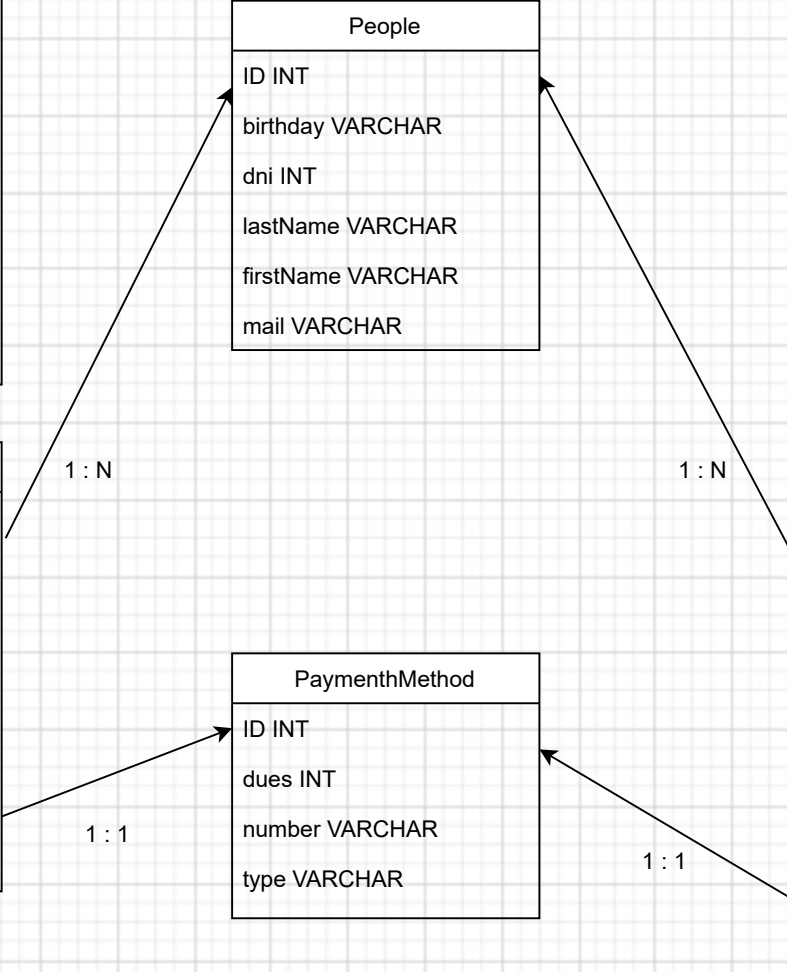 People
ID INT
birthday VARCHAR
dni INT
lastName VARCHAR
firstName VARCHAR
mail VARCHAR
1 : N
1 : N
PaymenthMethod
ID INT
dues INT
number VARCHAR
type VARCHAR
1 : 1
1 : 1